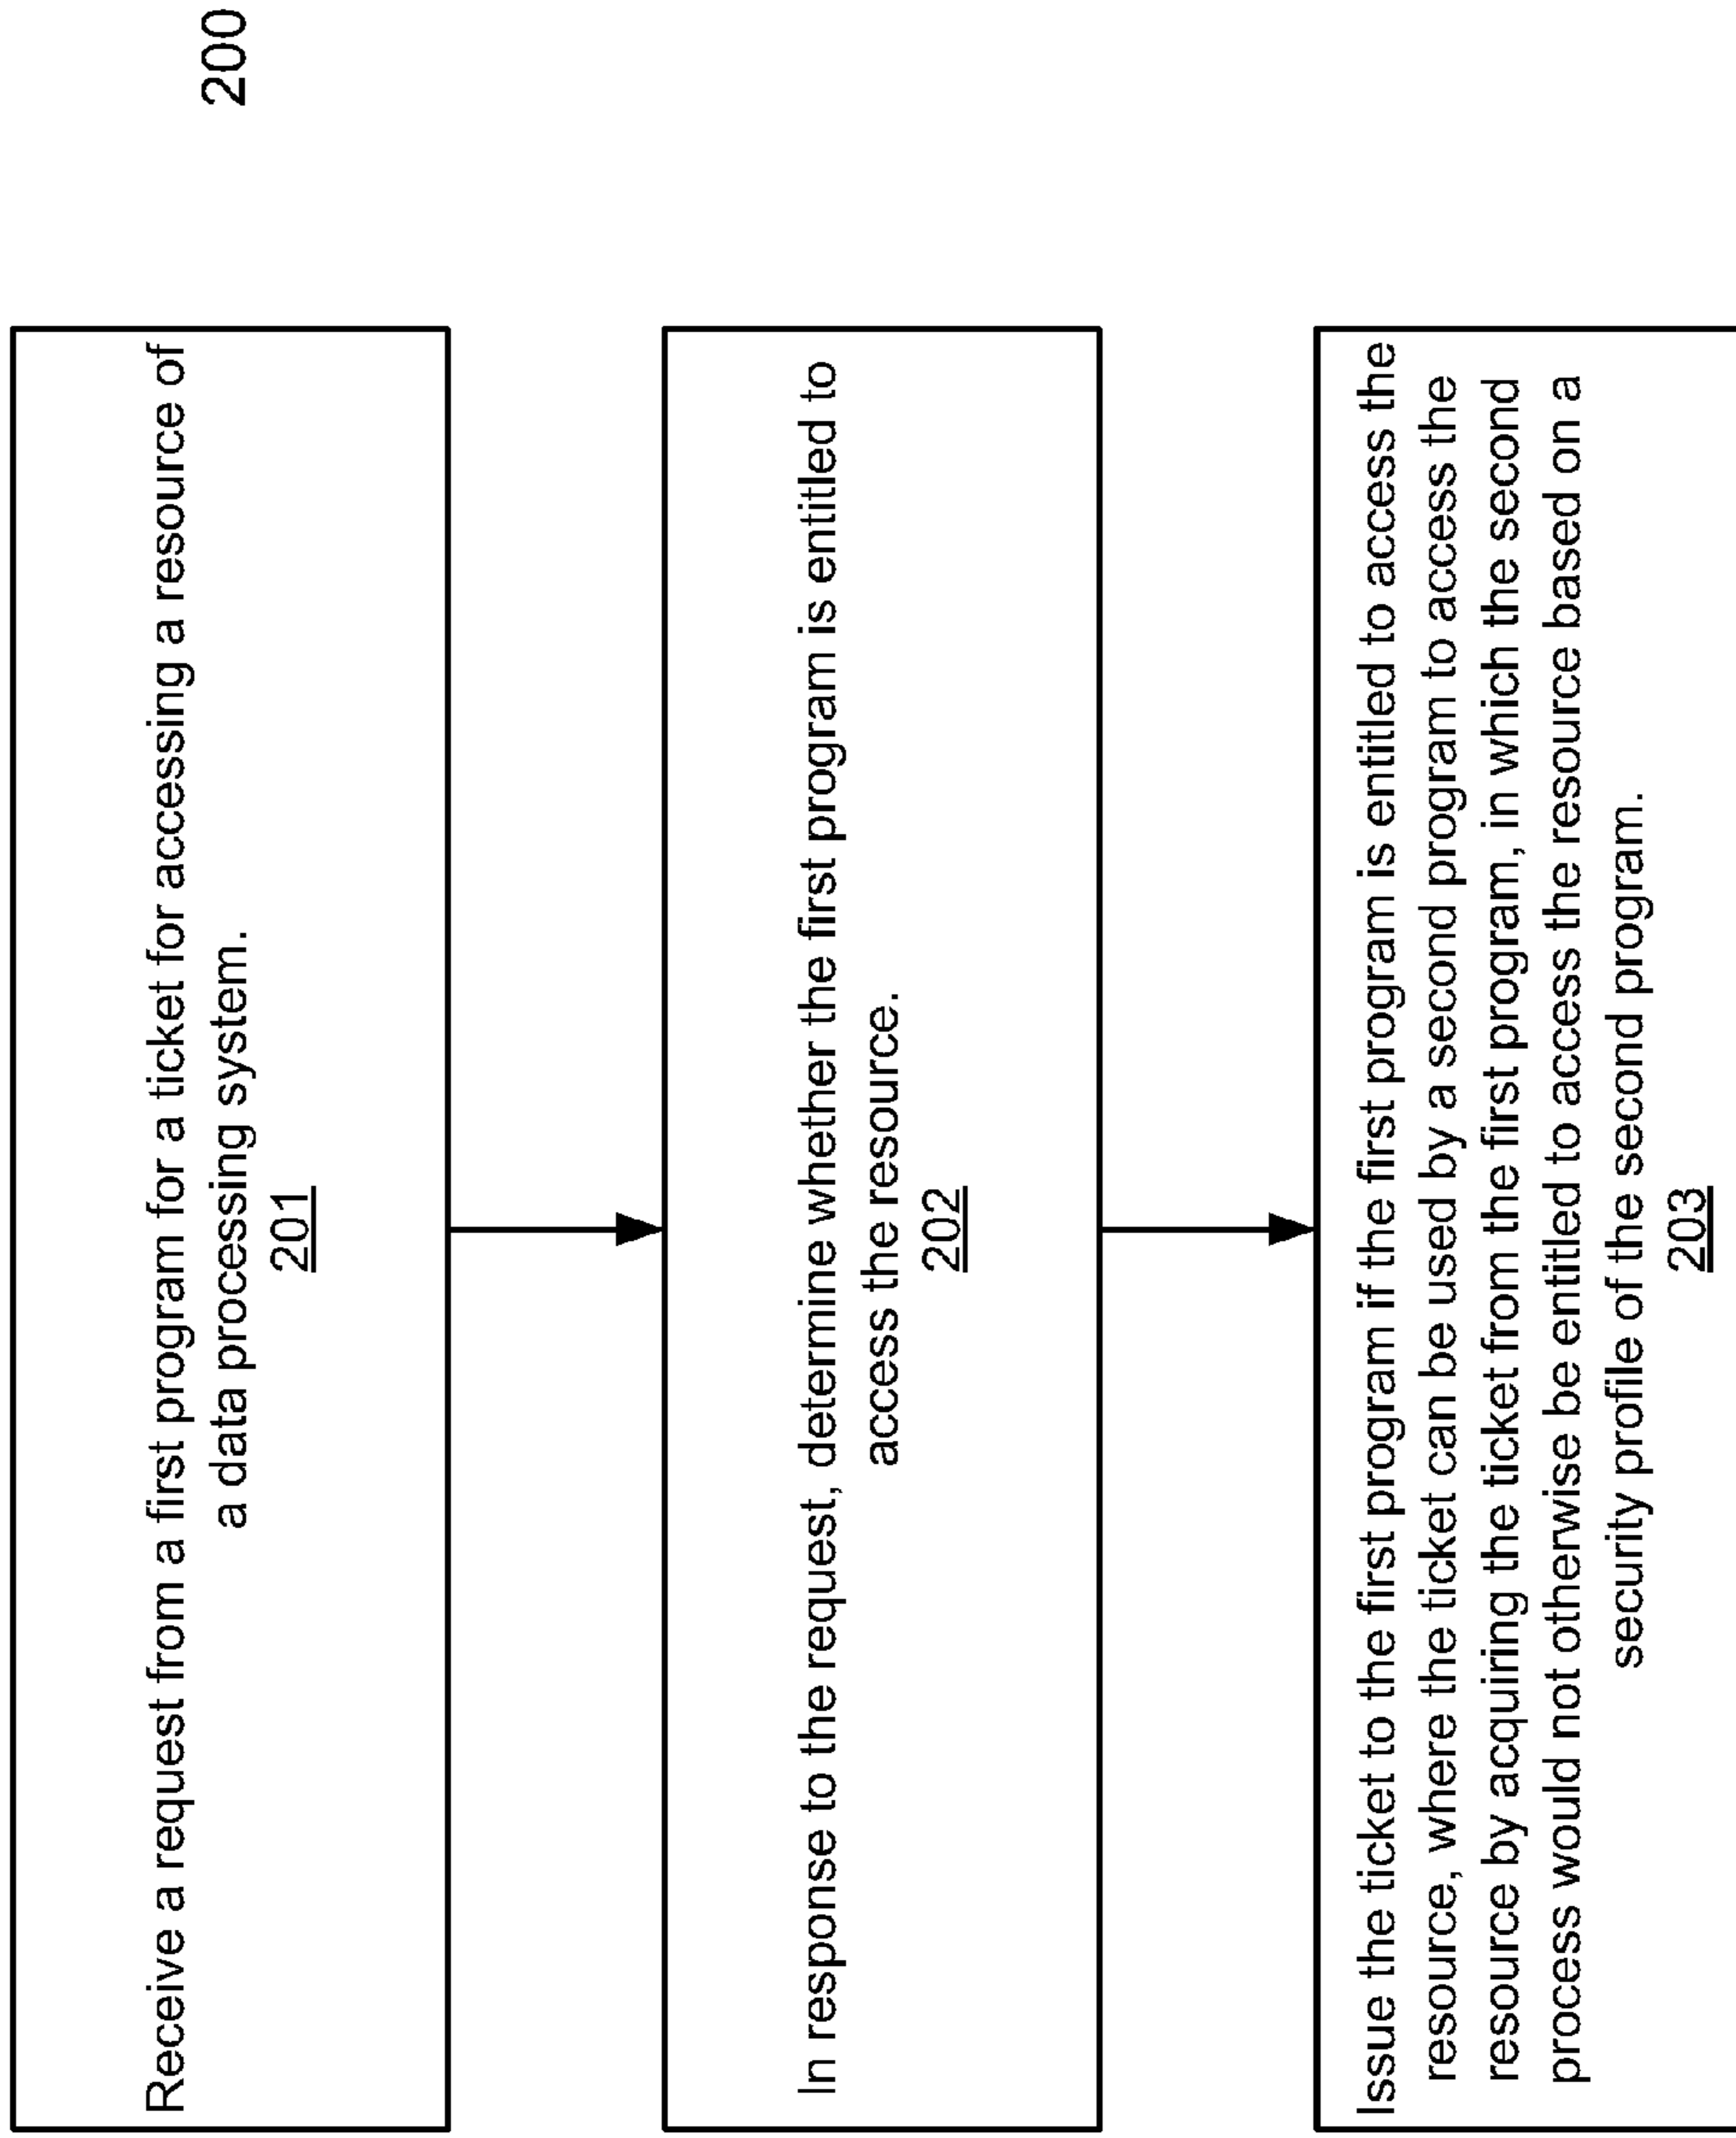 200
Receive a request from a first program for a ticket for accessing a resource of
a data processing system.
201
In response to the request, determine whether the first program is entitled to
access the resource.
202
Issue the ticket to the first program if the first program is entitled to access the
resource, where the ticket can be used by a second program to access the
resource by acquiring the ticket from the first program, in which the second
process would not otherwise be entitled to access the resource based on a
security profile of the second program.
203